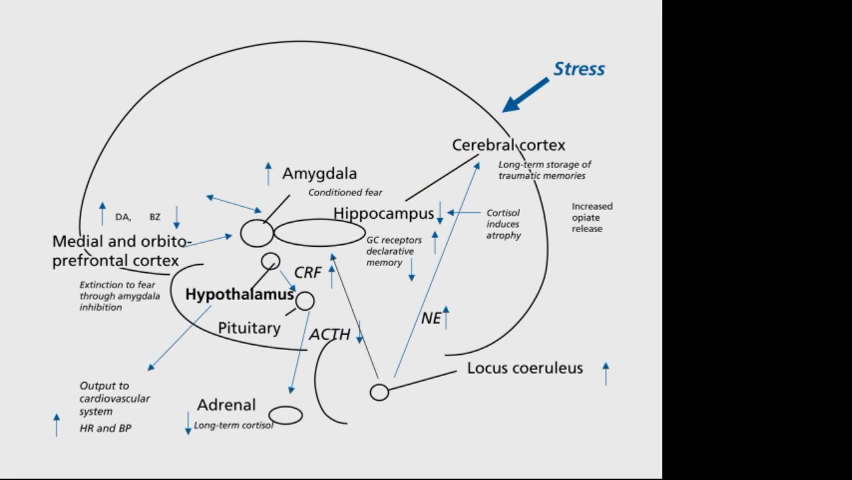 Stress
Cerebral cortex
Long-term storage of
traumatic memories
Amygdala
Conditioned fear
Hippocampus
Cortisol
induces
atrophy
Increased
opiate
release
DA, BZ
Medial and orbito-
prefrontal cortex
GC receptors
declarative
memory
Extinction to fear
through amygdala
inhibition
CRF
Hypothalamus
Pituitary
ACTH
NE
Locus coeruleus
Output to
cardiovascular
system
HR and BP
Adrenal
Long-term cortisol